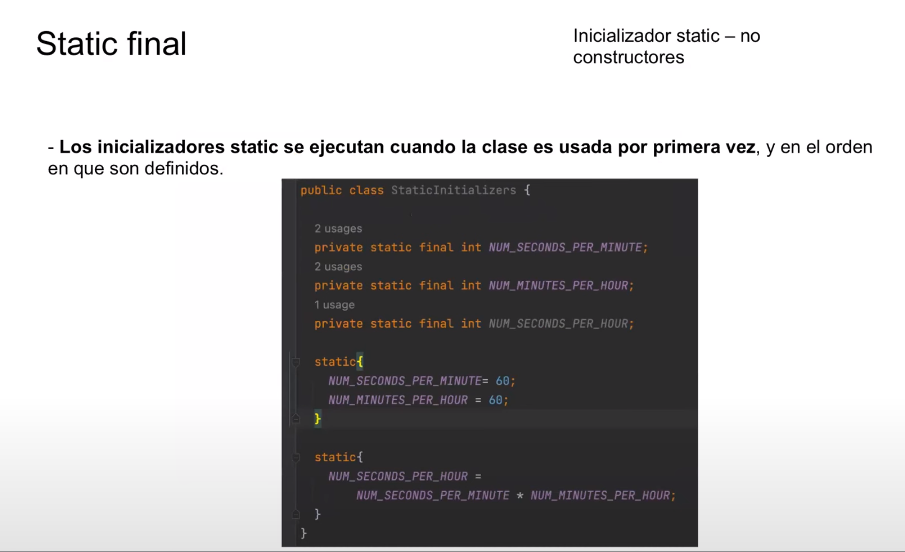 Static final
Inicializador static – no
constructores
- Los inicializadores static se ejecutan cuando la clase es usada por primera vez, y en el orden
en que son definidos.
public class StaticInitializers {
2 usages
private static final int NUM_SECONDS_PER_MINUTE;
2 usages
private static final int NUM_MINUTES_PER_HOUR;
1 usage
private static final int NUM_SECONDS_PER_HOUR;
static{
NUM_SECONDS_PER_MINUTE= 60;
NUM_MINUTES_PER_HOUR = 60;
}
static{
NUM_SECONDS_PER_HOUR =
NUM_SECONDS_PER_MINUTE * NUM_MINUTES_PER_HOUR;
}
}